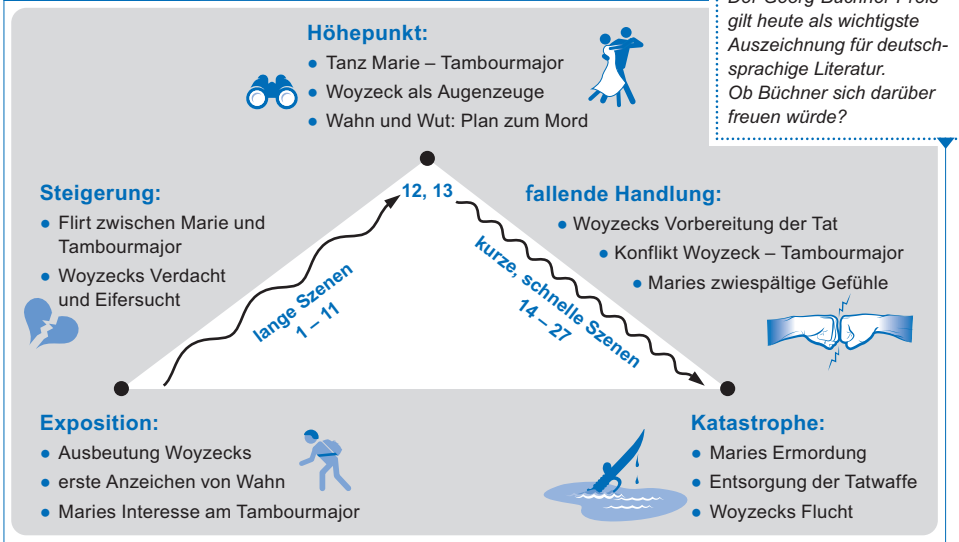 Der Georg-Büchner-Preis
gilt heute als wichtigste
Auszeichnung für deutsch-
sprachige Literatur.
Ob Büchner sich darüber
freuen würde?
Höhepunkt:
● Tanz Marie – Tambourmajor
● Woyzeck als Augenzeuge
● Wahn und Wut: Plan zum Mord
Steigerung:
● Flirt zwischen Marie und
Tambourmajor
● Woyzecks Verdacht
und Eifersucht
12, 13
lange Szenen
1 – 11
kurze, schnelle Szenen
14 – 27
fallende Handlung:
● Woyzecks Vorbereitung der Tat
● Konflikt Woyzeck – Tambourmajor
● Maries zwiespältige Gefühle
Exposition:
● Ausbeutung Woyzecks
● erste Anzeichen von Wahn
● Maries Interesse am Tambourmajor
Katastrophe:
● Maries Ermordung
● Entsorgung der Tatwaffe
● Woyzecks Flucht